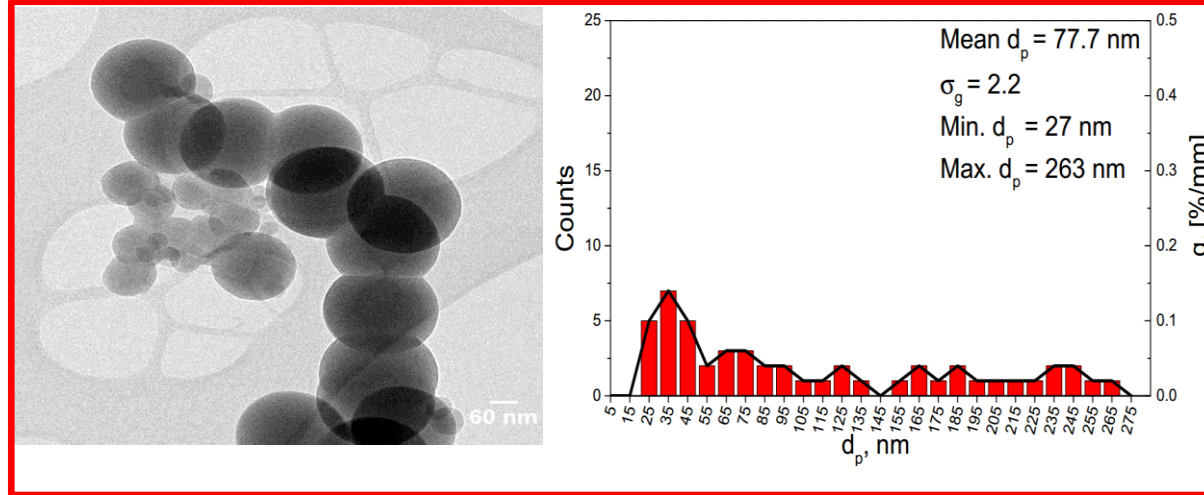 60 nm
25
20
15
10
5
0
Counts
Mean dp = 77.7 nm
σg = 2.2
Min. dp = 27 nm
Max. dp = 263 nm
0.5
0.4
0.3
0.2
0.1
0.0
[%/mm]
5 15 25 35 45 55 65 75 85 95 105 115 125 135 145 155 165 175 185 195 205 215 225 235 245 255 265 275
dp, nm